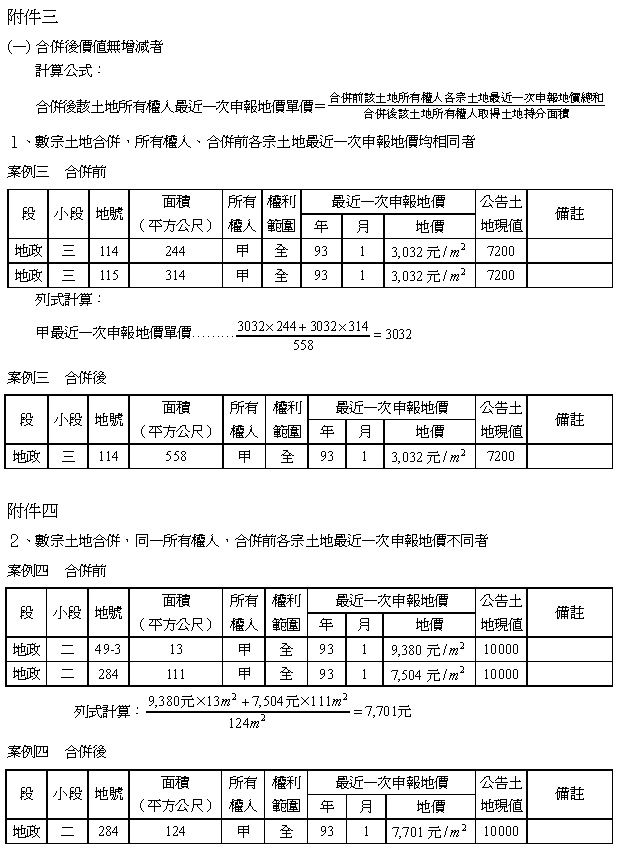 附件三
(一) 合併後價值無增減者
計算公式：
合併後該土地所有權人最近一次申報地價單價＝合併前該土地所有權人各宗土地最近一次申報地價總和/合併後該土地所有權人取得土地持分面積
１、數宗土地合併，所有權人、合併前各宗土地最近一次申報地價均相同者
案例三　合併前
段 小段 地號 面積（平方公尺） 所有權人 權利範圍 最近一次申報地價 公告土地現值 備註
年 月 地價
地政 三 114 244 甲 全 93 1 3,032 元/m² 7200
地政 三 115 314 甲 全 93 1 3,032 元/m² 7200
列式計算：
甲最近一次申報地價單價………(3032×244+3032×314)/558＝3032
案例三　合併後
段 小段 地號 面積（平方公尺） 所有權人 權利範圍 最近一次申報地價 公告土地現值 備註
年 月 地價
地政 三 114 558 甲 全 93 1 3,032 元/m² 7200
附件四
２、數宗土地合併，同一所有權人，合併前各宗土地最近一次申報地價不同者
案例四　合併前
段 小段 地號 面積（平方公尺） 所有權人 權利範圍 最近一次申報地價 公告土地現值 備註
年 月 地價
地政 二 49-3 13 甲 全 93 1 9,380 元/m² 10000
地政 二 284 111 甲 全 93 1 7,504 元/m² 10000
列式計算：(9,380元×13m²+7,504元×111m²)/124m²＝7,701元
案例四　合併後
段 小段 地號 面積（平方公尺） 所有權人 權利範圍 最近一次申報地價 公告土地現值 備註
年 月 地價
地政 二 284 124 甲 全 93 1 7,701 元/m² 10000